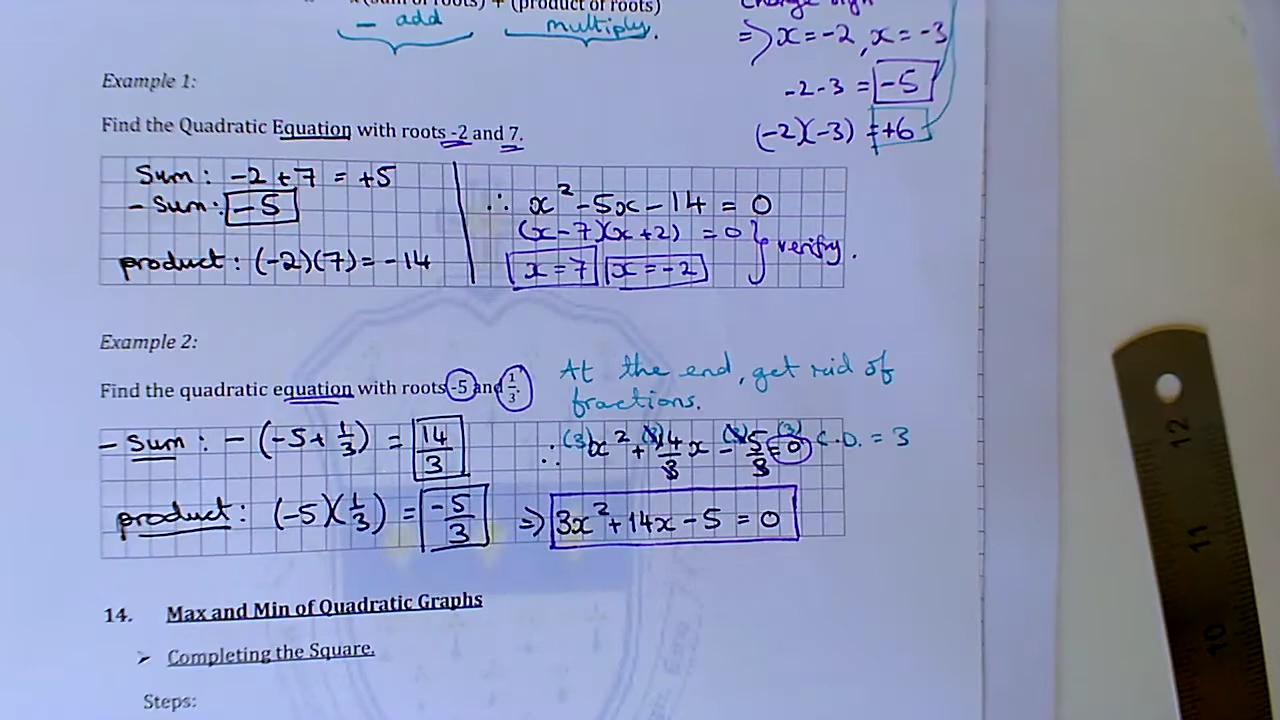 (product of roots)
— add multiply.
⇒ x = -2, x = -3
-2 - 3 = -5
(-2)(-3) = +6
Example 1:
Find the Quadratic Equation with roots -2 and 7.
Sum: -2 + 7 = +5
- Sum: -5
product: (-2)(7) = -14
∴ x² - 5x - 14 = 0
(x - 7)(x + 2) = 0
x = 7 x = -2
verify.
Example 2:
Find the quadratic equation with roots -5 and 1/3.
At the end, get rid of
fractions.
- Sum: - (-5 + 1/3) = 14/3
∴ (3)x² + (3)14/3 x - (3)5/3 = 0(3) C.D. = 3
product: (-5)(1/3) = -5/3
⇒ 3x² + 14x - 5 = 0
14. Max and Min of Quadratic Graphs
➢ Completing the Square.
Steps:
12
11
10